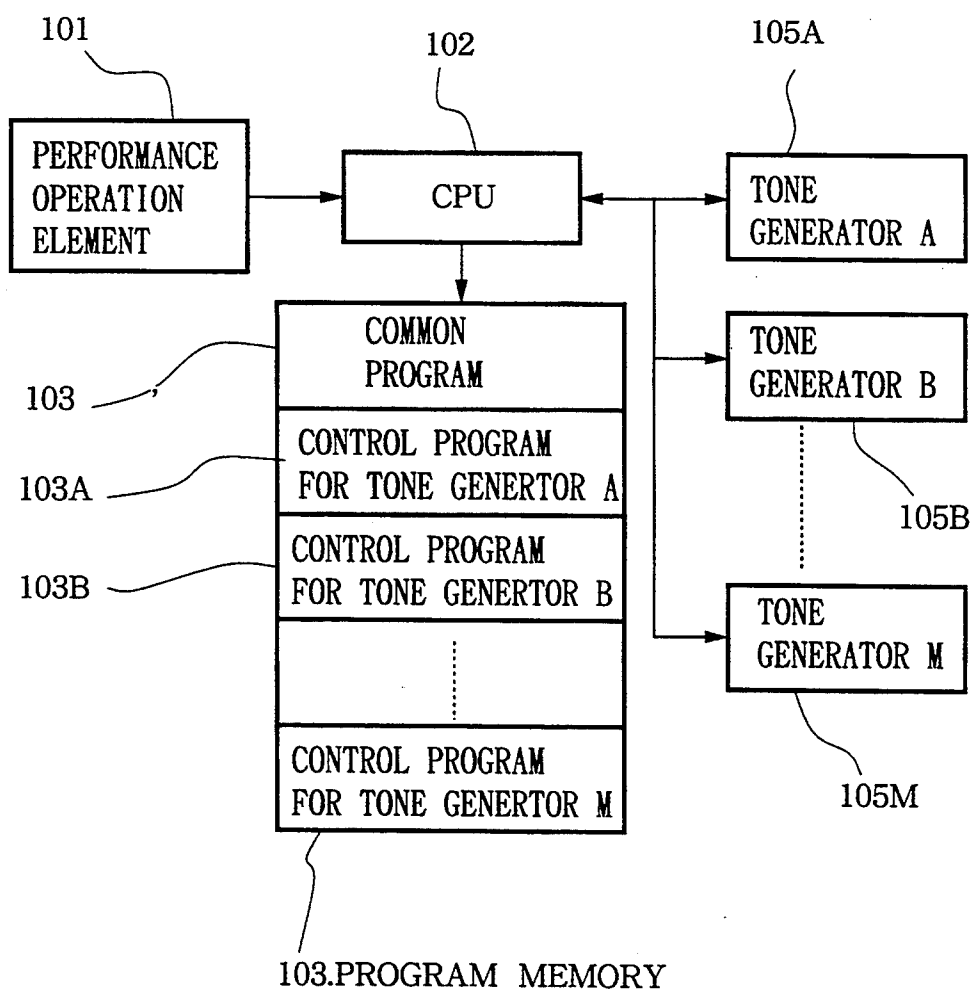 101
102
105A
PERFORMANCE
OPERATION
ELEMENT
CPU
TONE
GENERATOR A
COMMON
PROGRAM
TONE
GENERATOR B
103
CONTROL PROGRAM
FOR TONE GENERTOR A
103A
105B
CONTROL PROGRAM
FOR TONE GENERTOR B
103B
TONE
GENERATOR M
CONTROL PROGRAM
FOR TONE GENERTOR M
105M
103.PROGRAM MEMORY